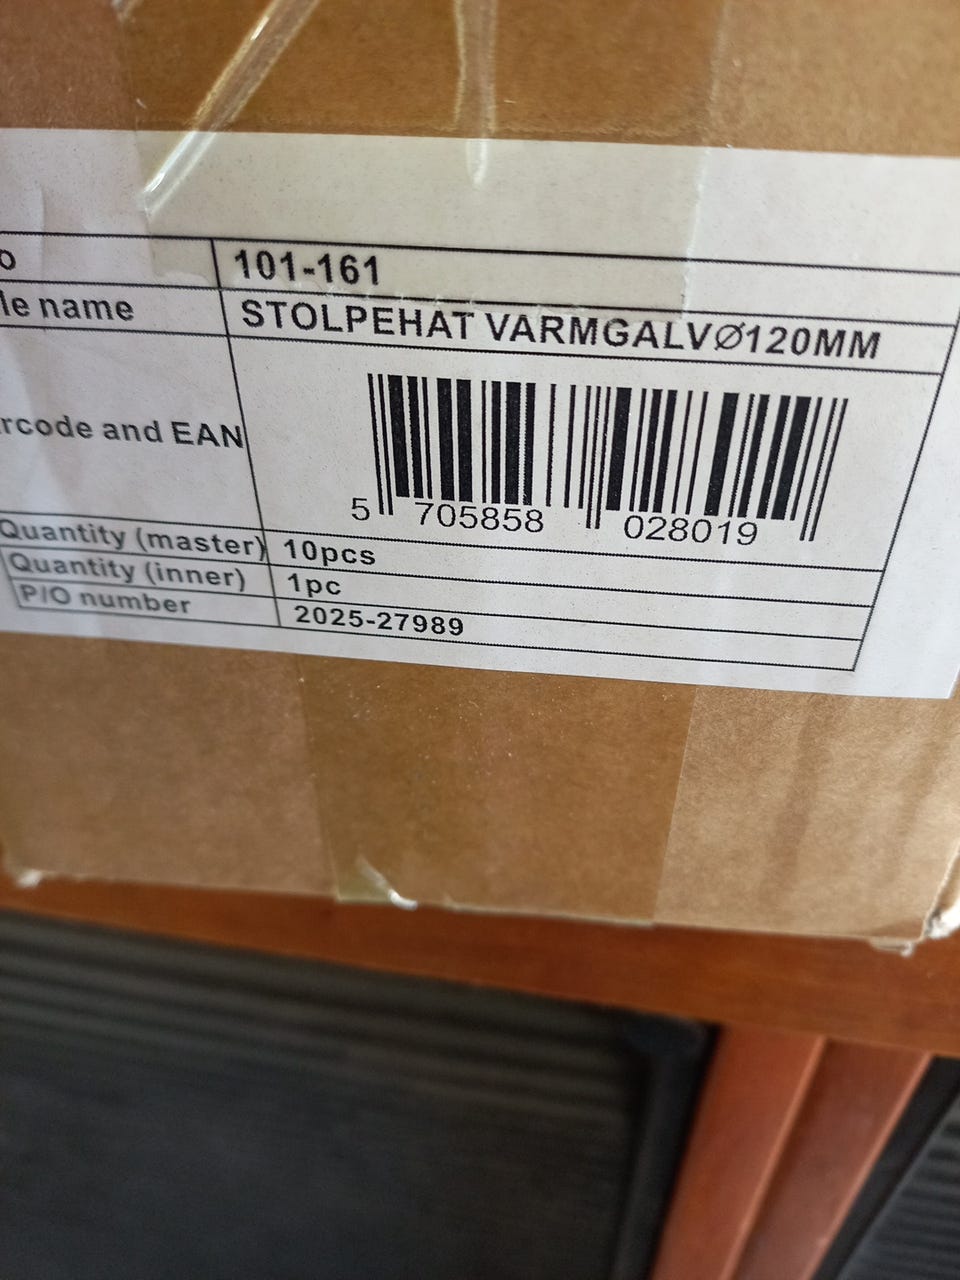 o 101-161
le name STOLPEHAT VARMGALVØ120MM
rcode and EAN
5 705858 028019
Quantity (master) 10pcs
Quantity (inner) 1pc
P/O number 2025-27989